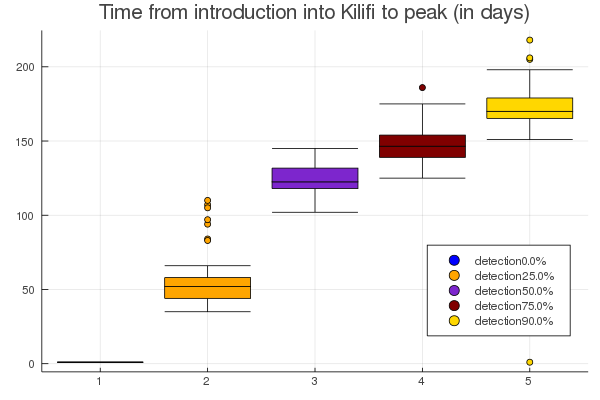 Time from introduction into Kilifi to peak (in days)
200
150
100
50
0
detection0.0%
detection25.0%
detection50.0%
detection75.0%
detection90.0%
1 2 3 4 5